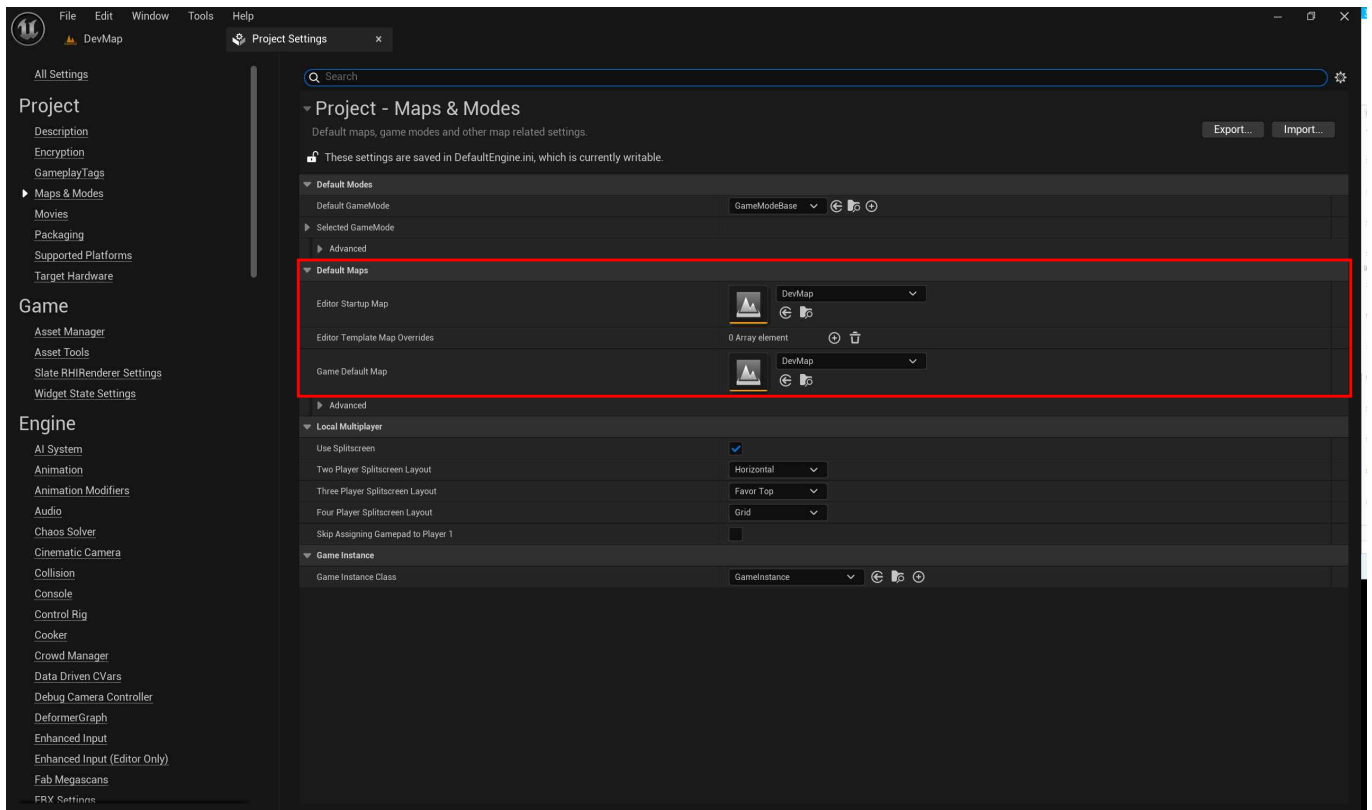 File Edit Window Tools Help
DevMap
Project Settings
All Settings
Project
Description
Encryption
GameplayTags
Maps & Modes
Movies
Packaging
Supported Platforms
Target Hardware
Game
Asset Manager
Asset Tools
Slate RHIRenderer Settings
Widget State Settings
Engine
AI System
Animation
Animation Modifiers
Audio
Chaos Solver
Cinematic Camera
Collision
Console
Control Rig
Cooker
Crowd Manager
Data Driven CVars
Debug Camera Controller
DeformerGraph
Enhanced Input
Enhanced Input (Editor Only)
Fab Megascans
FBX Settings
Search
Project - Maps & Modes
Default maps, game modes and other map related settings.
Export... Import...
These settings are saved in DefaultEngine.ini, which is currently writable.
Default Modes
Default GameMode GameModeBase
Selected GameMode
Advanced
Default Maps
Editor Startup Map DevMap
Editor Template Map Overrides 0 Array element
Game Default Map DevMap
Advanced
Local Multiplayer
Use Splitscreen
Two Player Splitscreen Layout Horizontal
Three Player Splitscreen Layout Favor Top
Four Player Splitscreen Layout Grid
Skip Assigning Gamepad to Player 1
Game Instance
Game Instance Class GameInstance